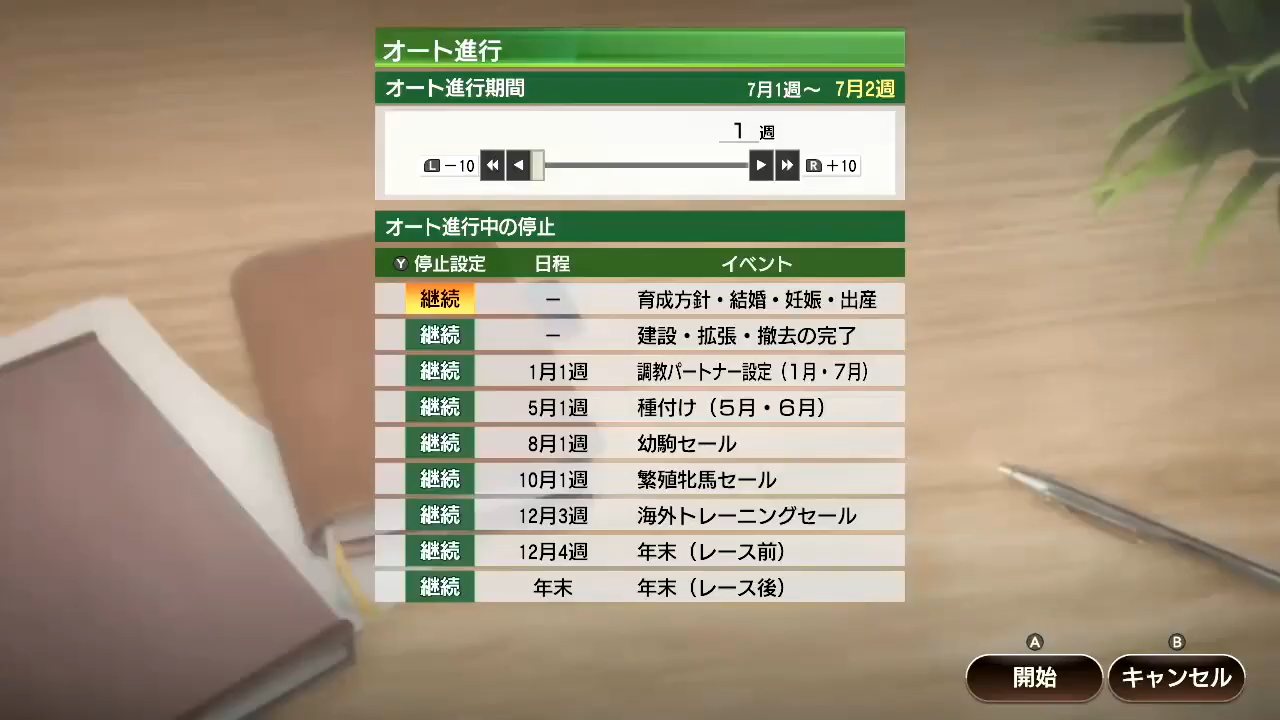 オート進行
オート進行期間 7月1週～ 7月2週
1 週
L －10 R ＋10
オート進行中の停止
Y 停止設定 日程 イベント
継続 － 育成方針・結婚・妊娠・出産
継続 － 建設・拡張・撤去の完了
継続 1月1週 調教パートナー設定（1月・7月）
継続 5月1週 種付け（５月・６月）
継続 8月1週 幼駒セール
継続 10月1週 繁殖牝馬セール
継続 12月3週 海外トレーニングセール
継続 12月4週 年末（レース前）
継続 年末 年末（レース後）
A B
開始 キャンセル